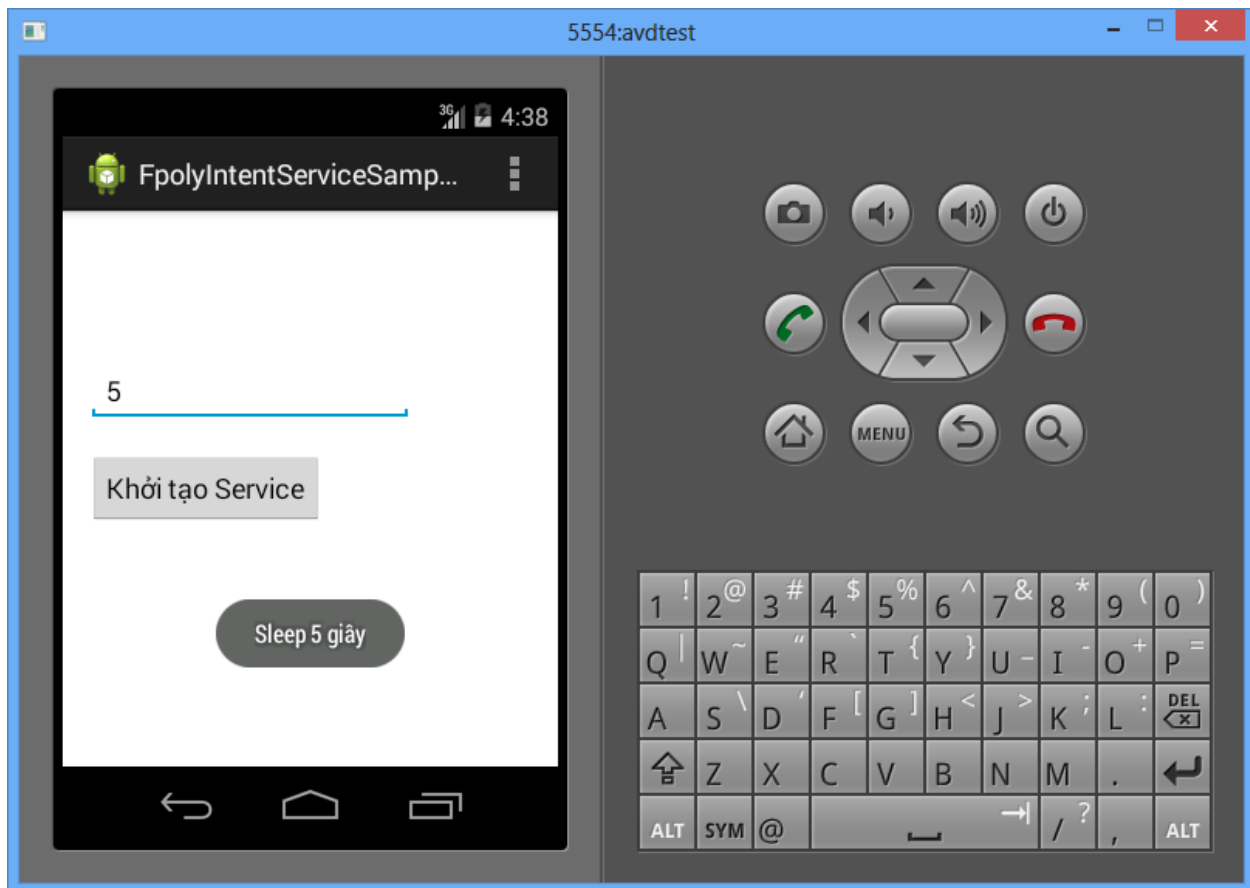 5554:avdtest
3G 4:38
FpolyIntentServiceSamp...
5
Khởi tạo Service
Sleep 5 giây
MENU
1 ! 2 @ 3 # 4 $ 5 % 6 ^ 7 & 8 * 9 ( 0 )
Q | W ~ E " R ` T { Y } U _ I - O + P =
A S \ D ' F [ G ] H < J > K ; L : DEL
Z X C V B N M .
ALT SYM @ / ? , ALT